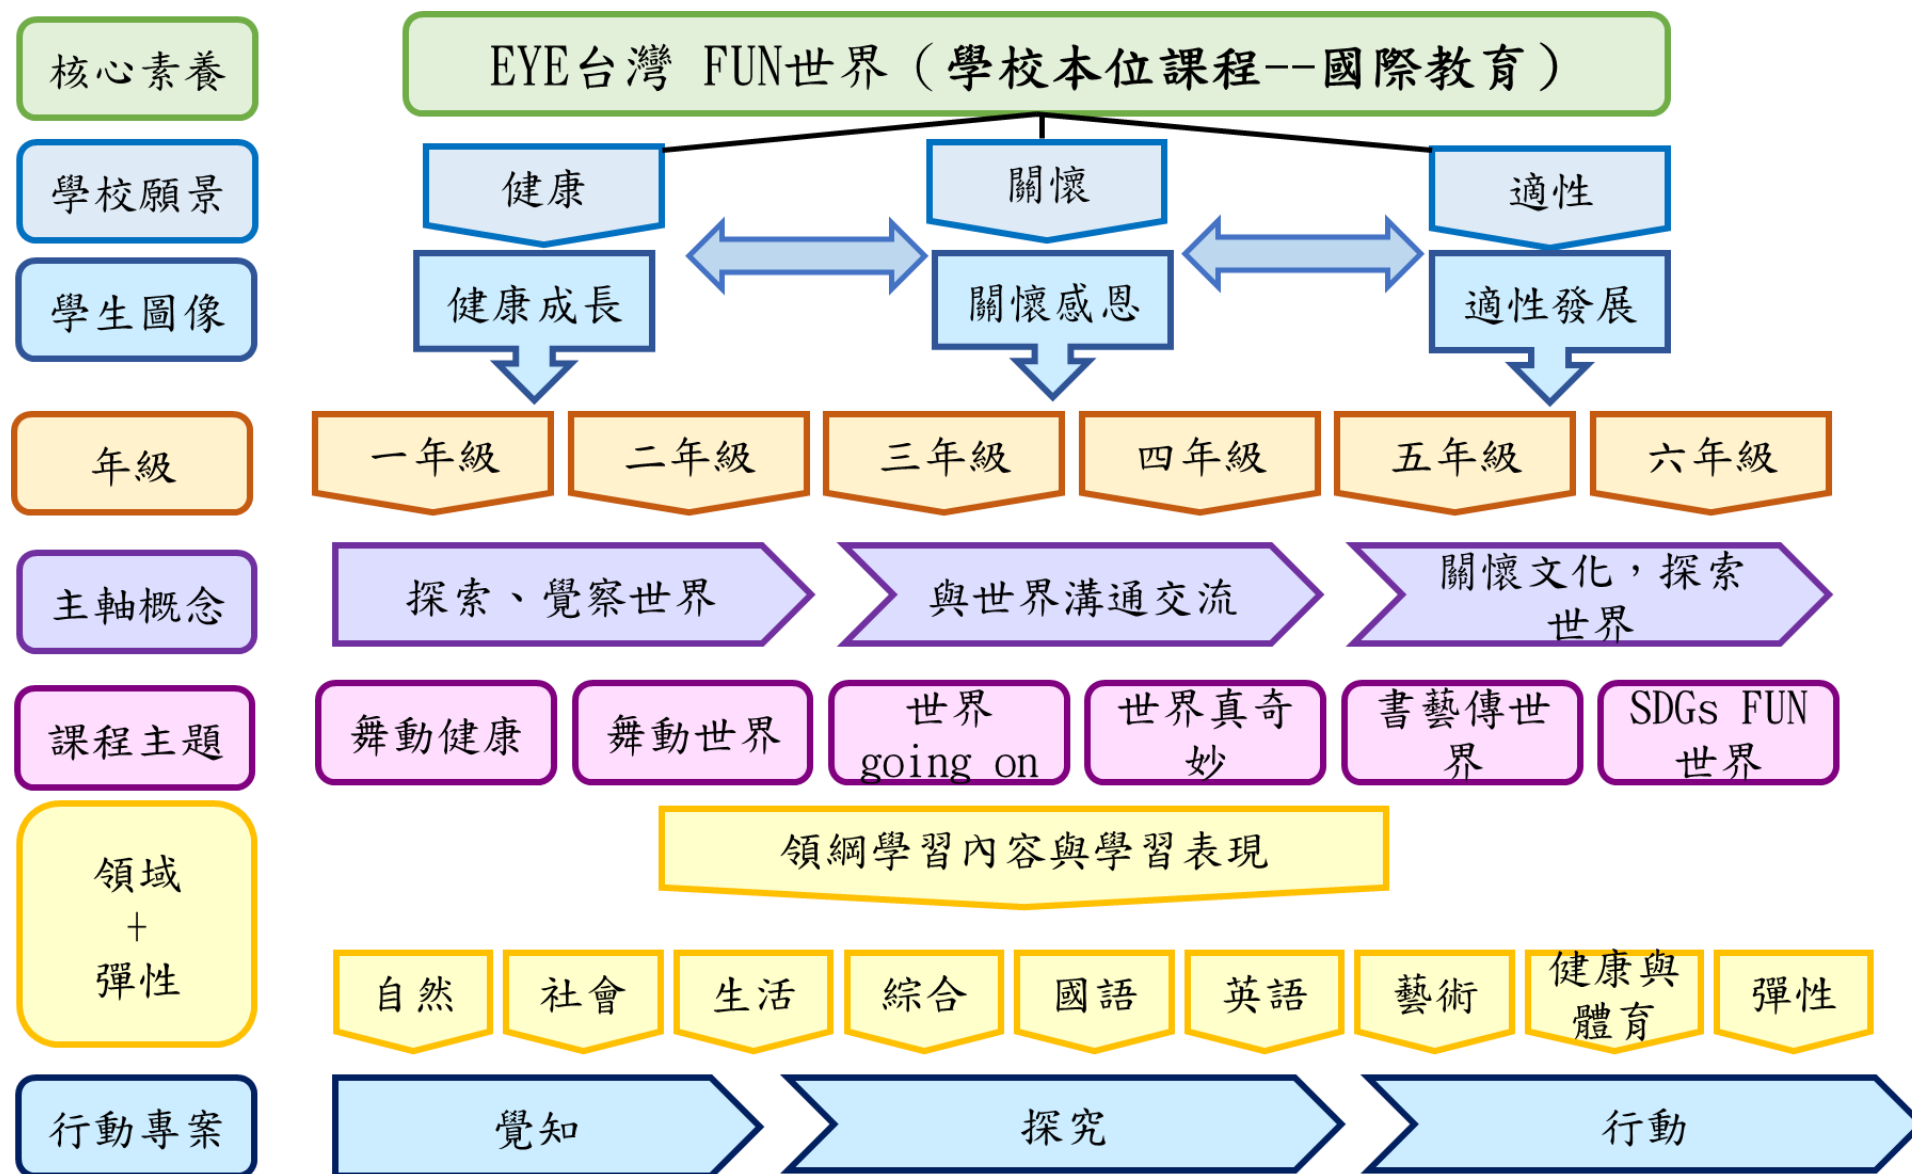 核心素養
EYE台灣 FUN世界（學校本位課程--國際教育）
學校願景
健康
關懷
適性
學生圖像
健康成長
關懷感恩
適性發展
年級
一年級
二年級
三年級
四年級
五年級
六年級
主軸概念
探索、覺察世界
與世界溝通交流
關懷文化，探索
世界
課程主題
舞動健康
舞動世界
世界
going on
世界真奇
妙
書藝傳世
界
SDGs FUN
世界
領域
+
彈性
領綱學習內容與學習表現
自然
社會
生活
綜合
國語
英語
藝術
健康與
體育
彈性
行動專案
覺知
探究
行動